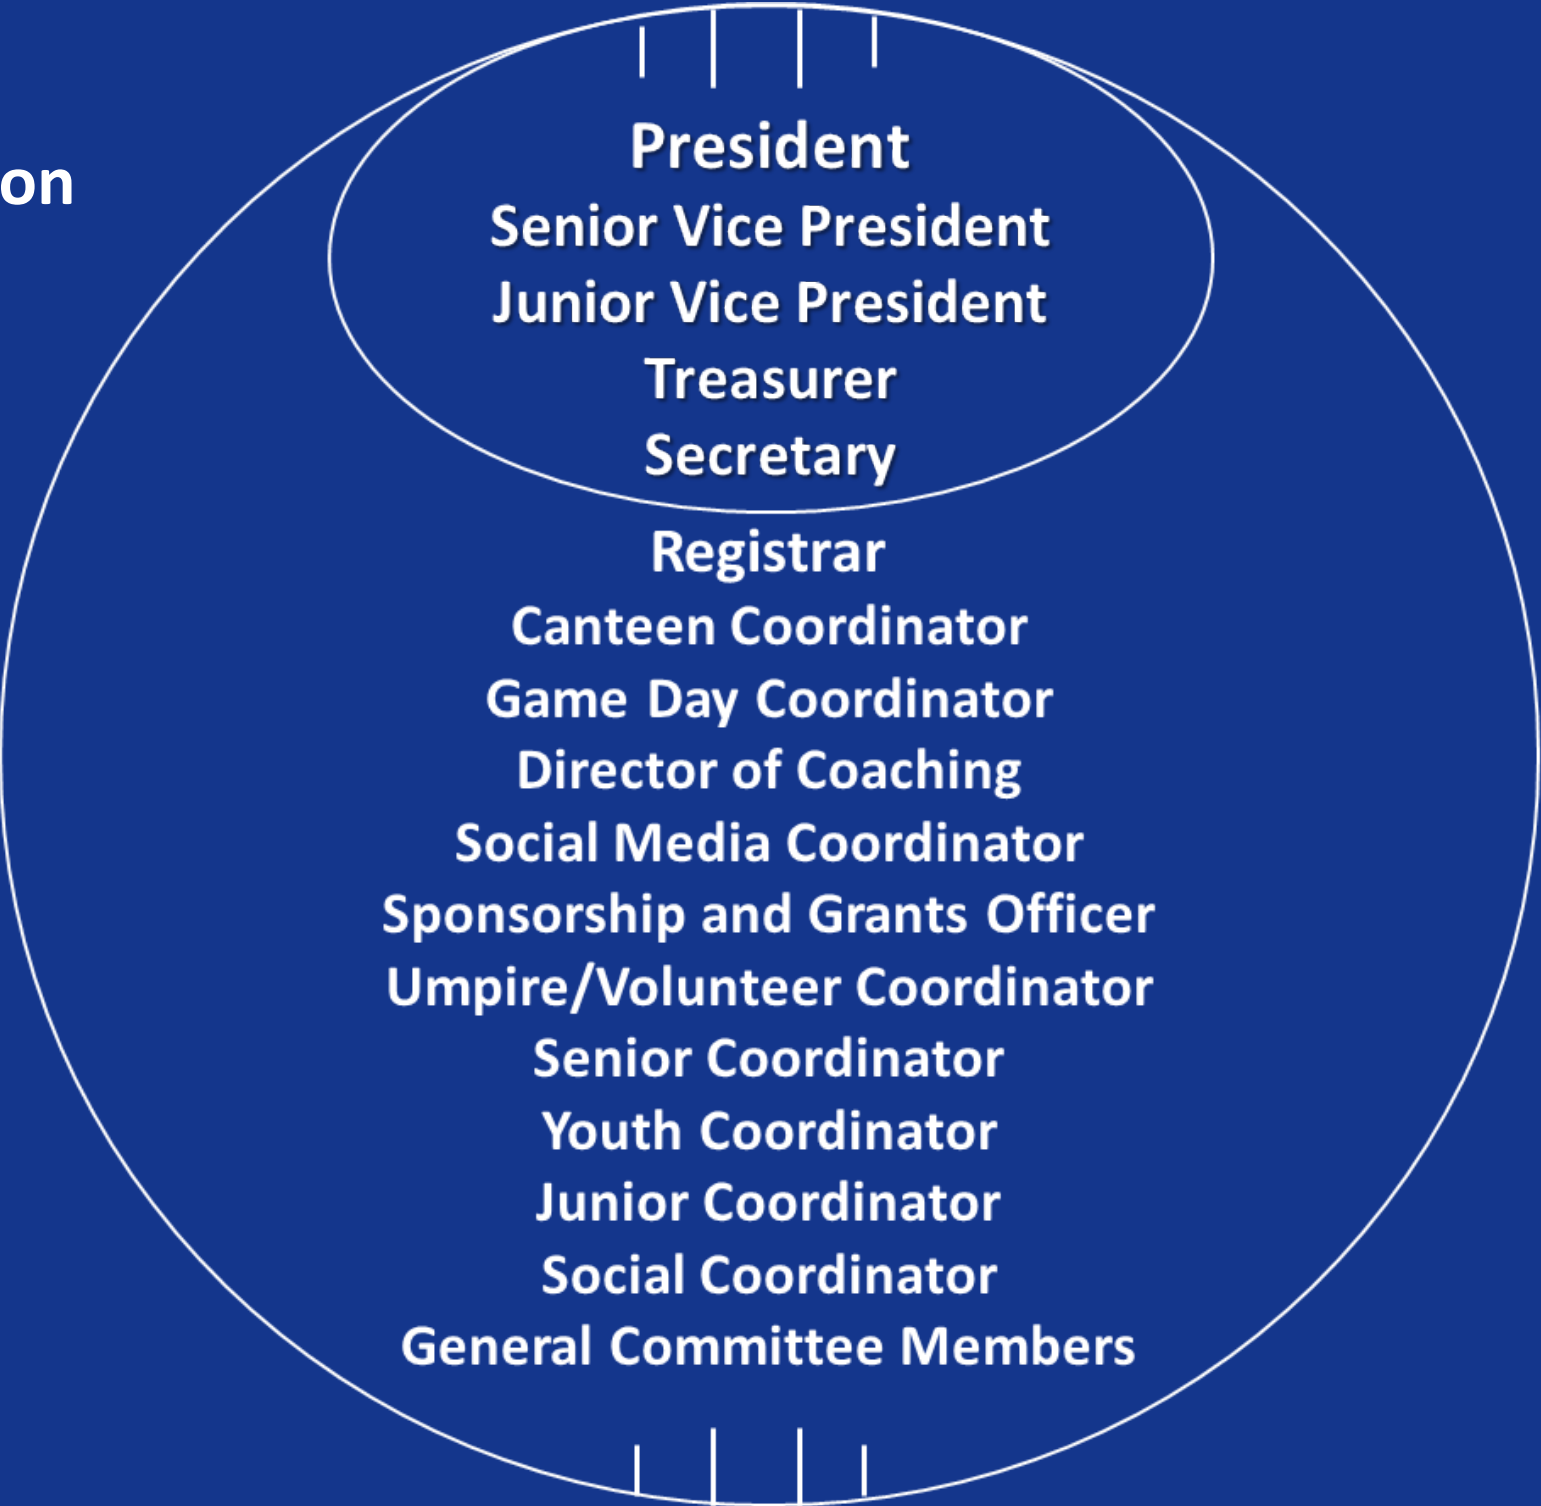 on
President
Senior Vice President
Junior Vice President
Treasurer
Secretary
Registrar
Canteen Coordinator
Game Day Coordinator
Director of Coaching
Social Media Coordinator
Sponsorship and Grants Officer
Umpire/Volunteer Coordinator
Senior Coordinator
Youth Coordinator
Junior Coordinator
Social Coordinator
General Committee Members